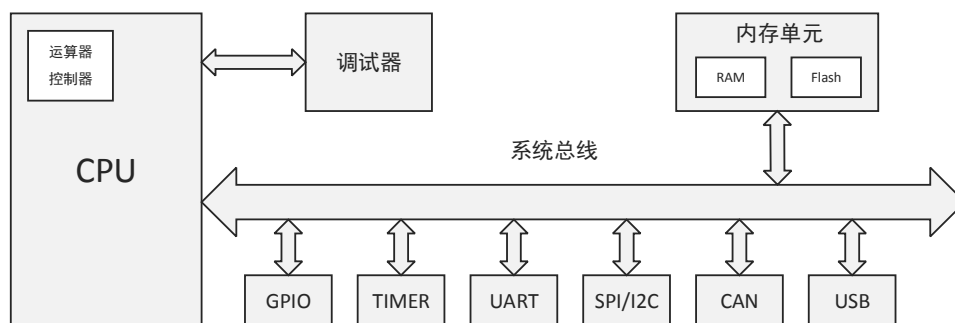 运算器
控制器
CPU
调试器
内存单元
RAM
Flash
系统总线
GPIO
TIMER
UART
SPI/I2C
CAN
USB